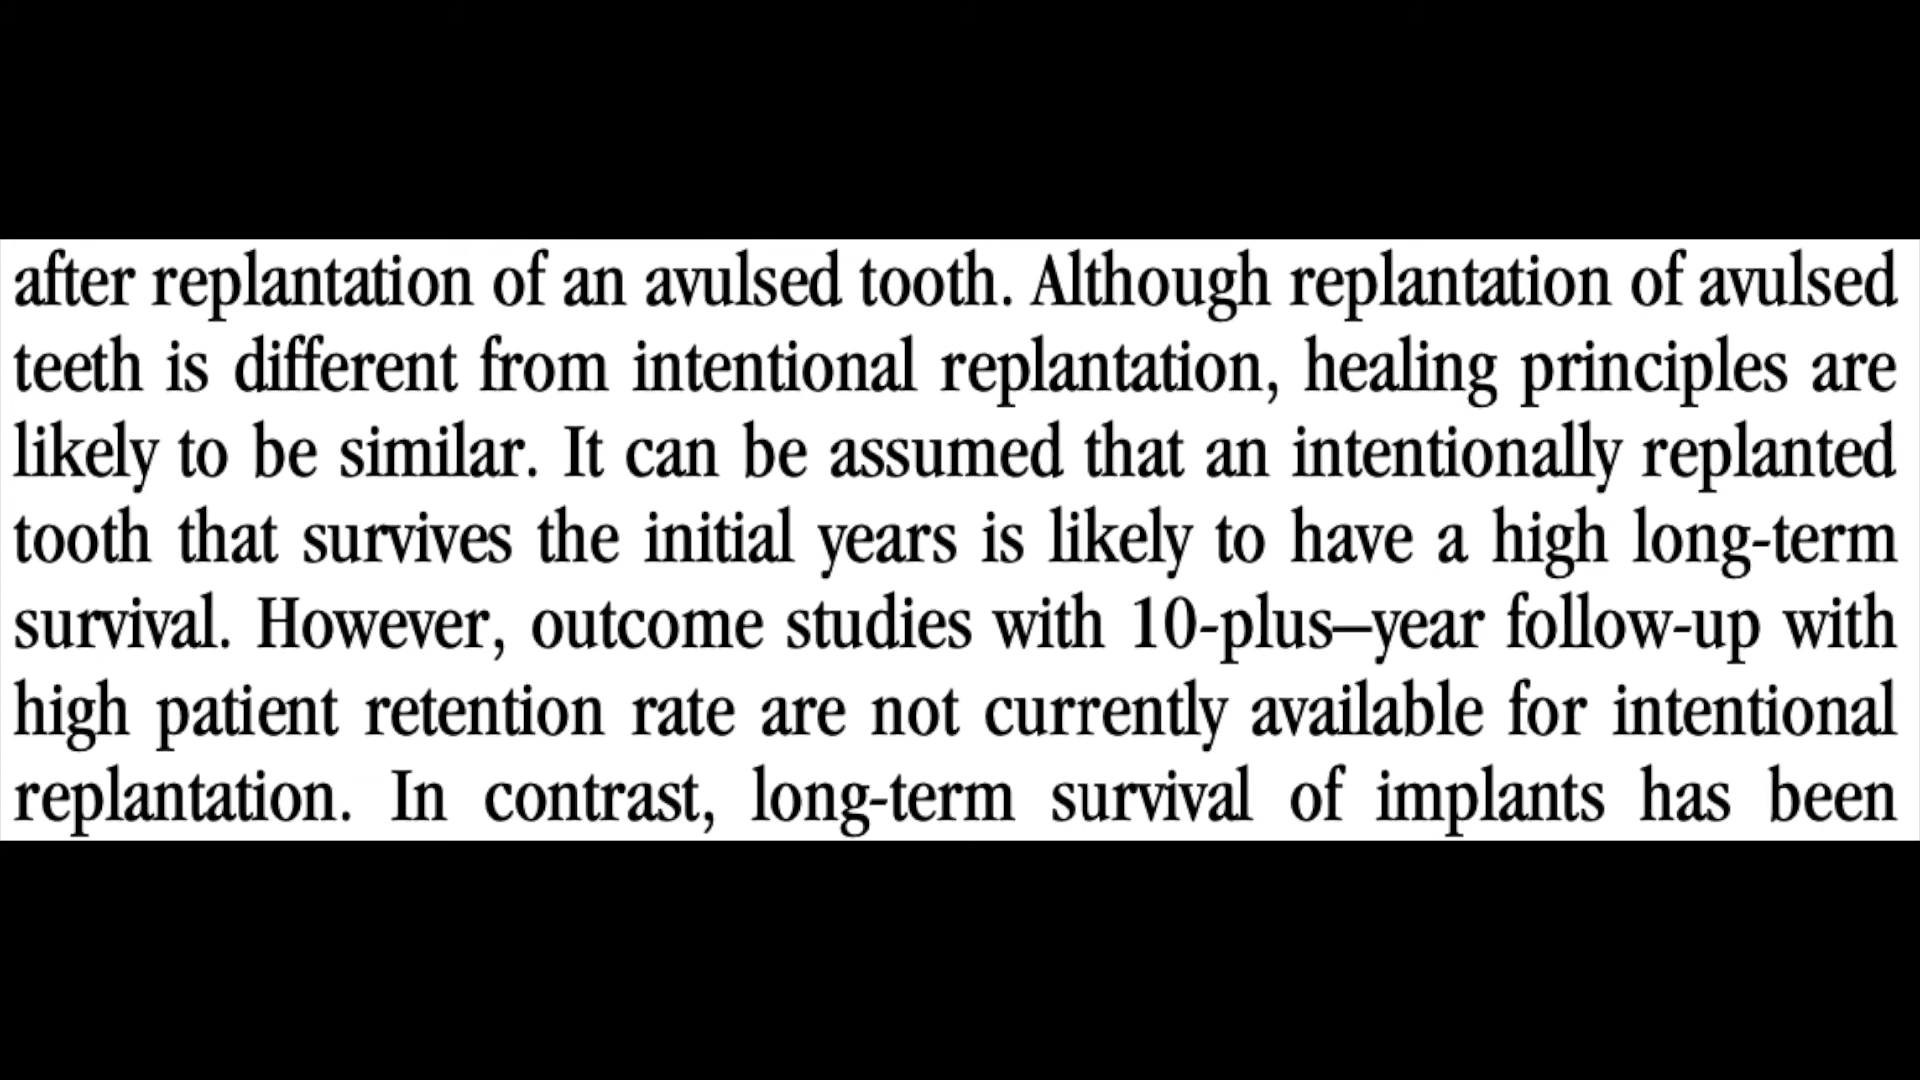 after replantation of an avulsed tooth. Although replantation of avulsed
teeth is different from intentional replantation, healing principles are
likely to be similar. It can be assumed that an intentionally replanted
tooth that survives the initial years is likely to have a high long-term
survival. However, outcome studies with 10-plus–year follow-up with
high patient retention rate are not currently available for intentional
replantation. In contrast, long-term survival of implants has been